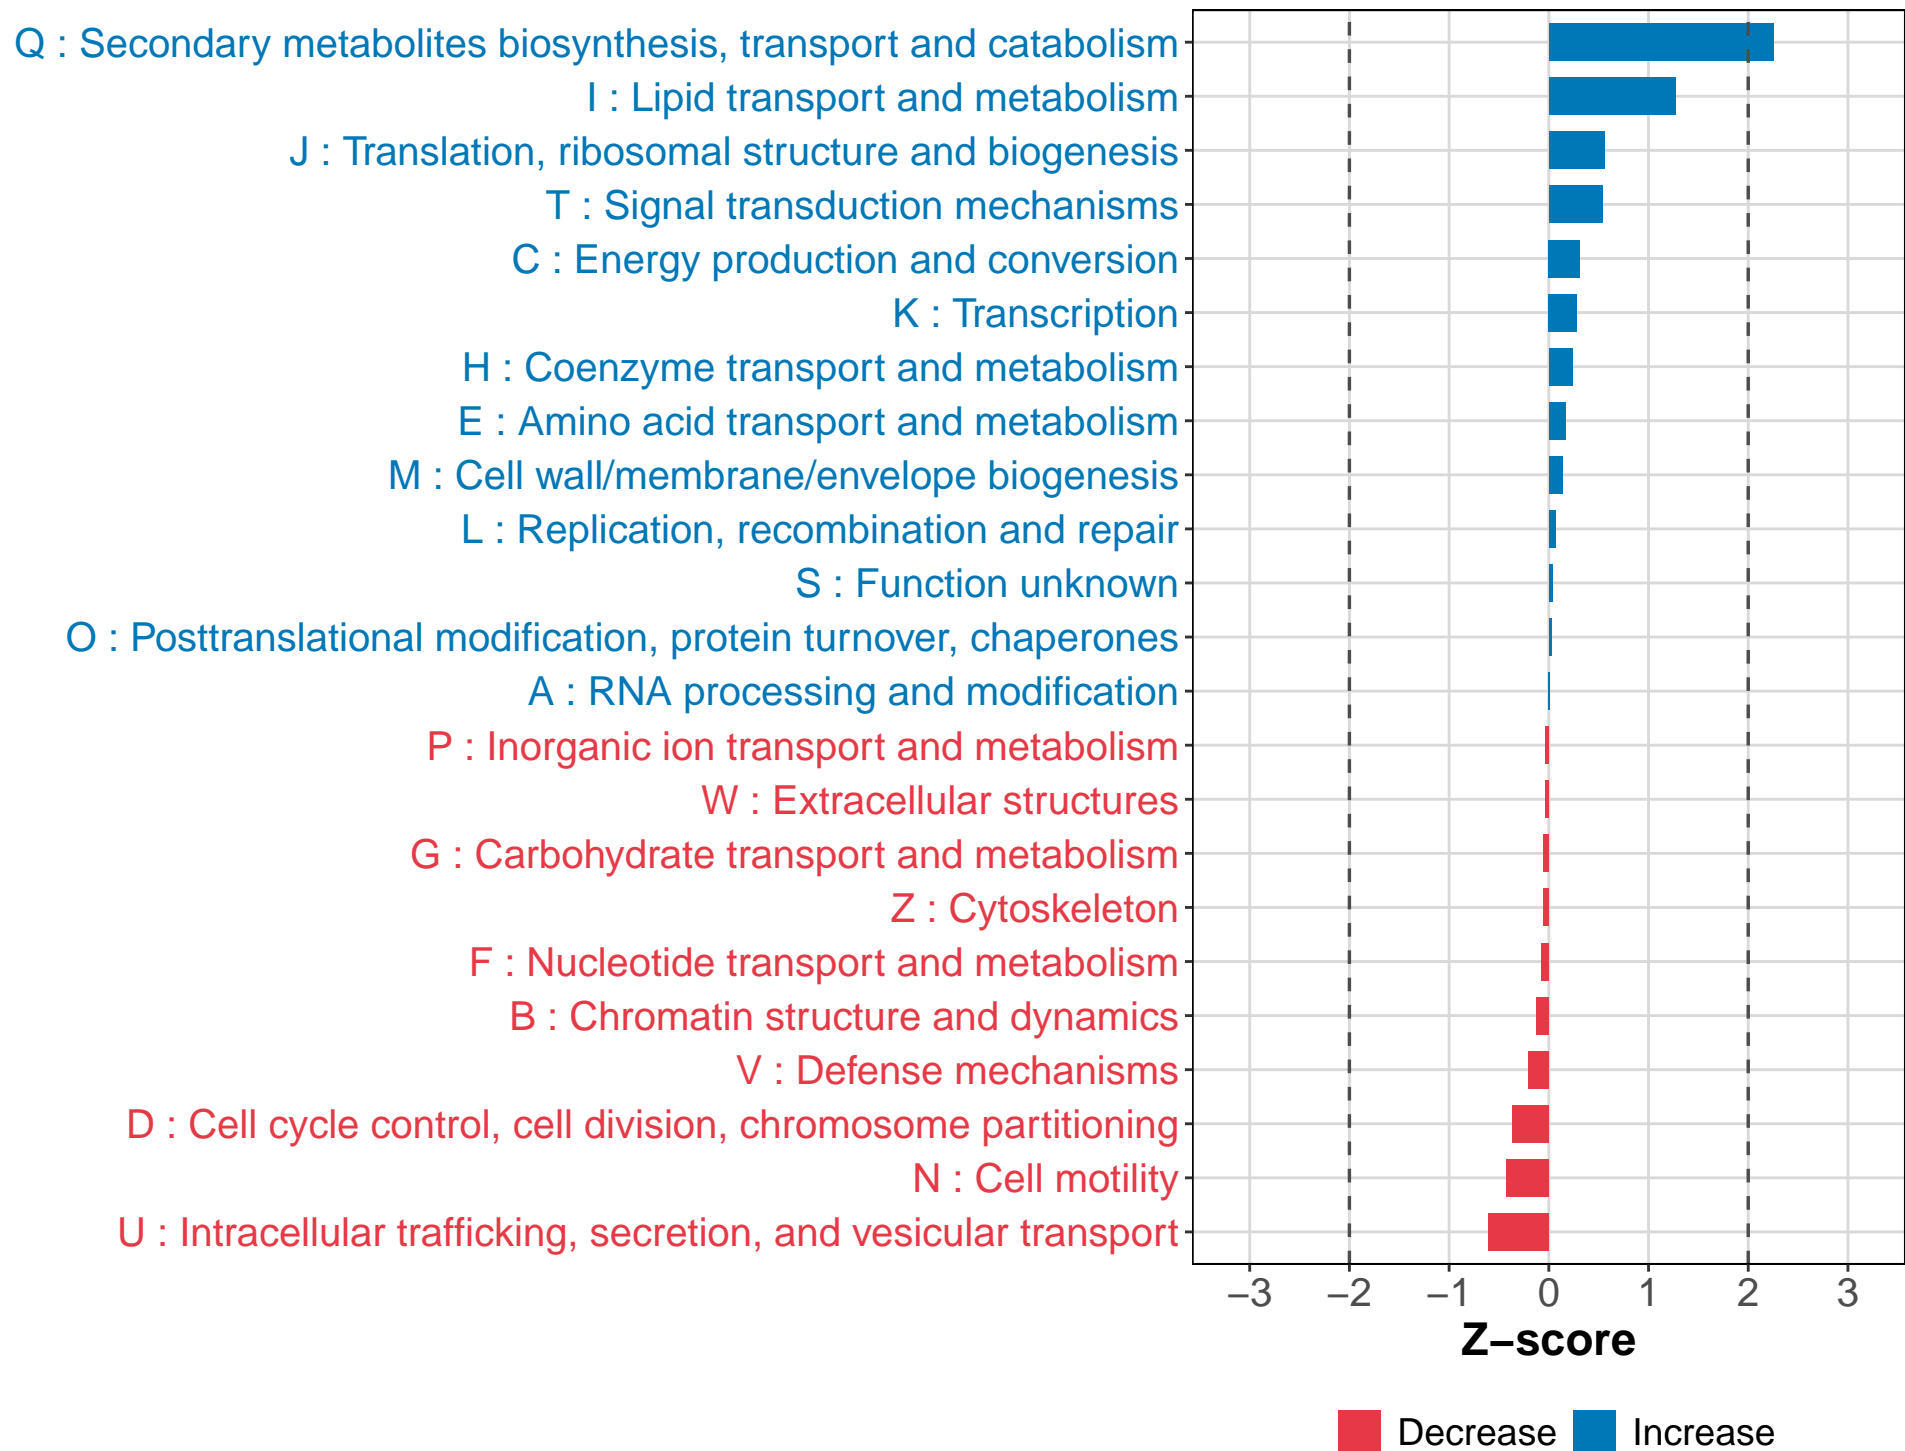 Q : Secondary metabolites biosynthesis, transport and catabolism
I : Lipid transport and metabolism
J : Translation, ribosomal structure and biogenesis
T : Signal transduction mechanisms
C : Energy production and conversion
K : Transcription
H : Coenzyme transport and metabolism
E : Amino acid transport and metabolism
M : Cell wall/membrane/envelope biogenesis
L : Replication, recombination and repair
S : Function unknown
O : Posttranslational modification, protein turnover, chaperones
A : RNA processing and modification
P : Inorganic ion transport and metabolism
W : Extracellular structures
G : Carbohydrate transport and metabolism
Z : Cytoskeleton
F : Nucleotide transport and metabolism
B : Chromatin structure and dynamics
V : Defense mechanisms
D : Cell cycle control, cell division, chromosome partitioning
N : Cell motility
U : Intracellular trafficking, secretion, and vesicular transport
−3 −2 −1 0 1 2 3
Z−score
Decrease Increase